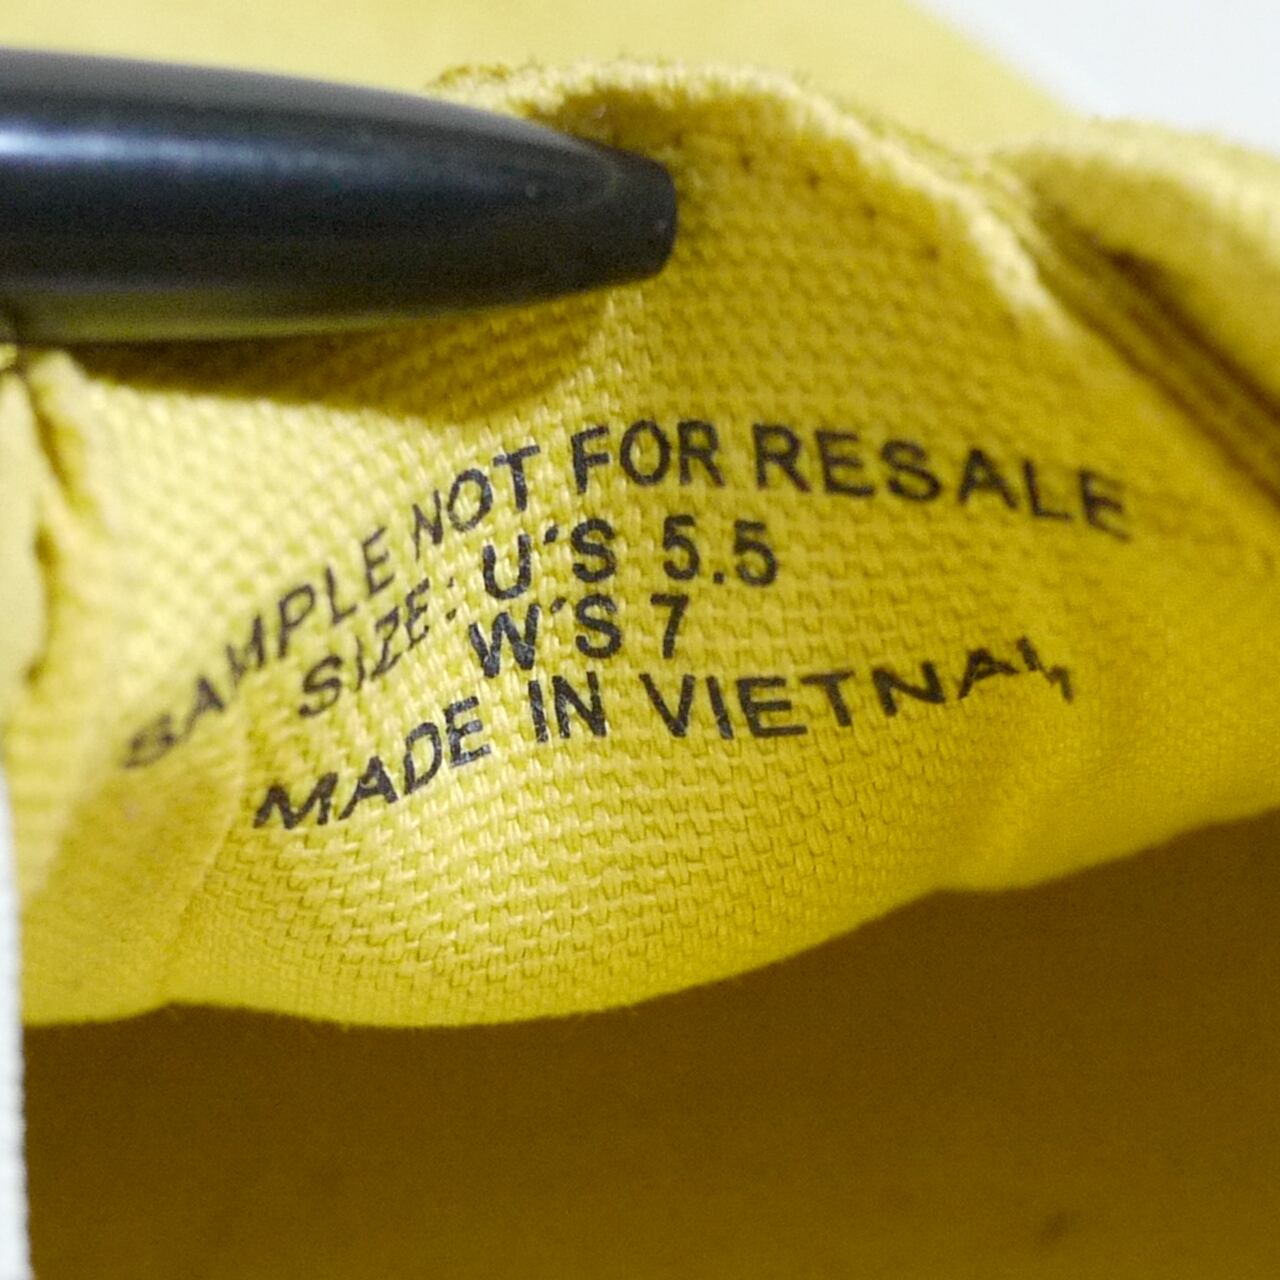 SAMPLE NOT FOR RESALE
SIZE: U'S 5.5
W'S 7
MADE IN VIETNAM